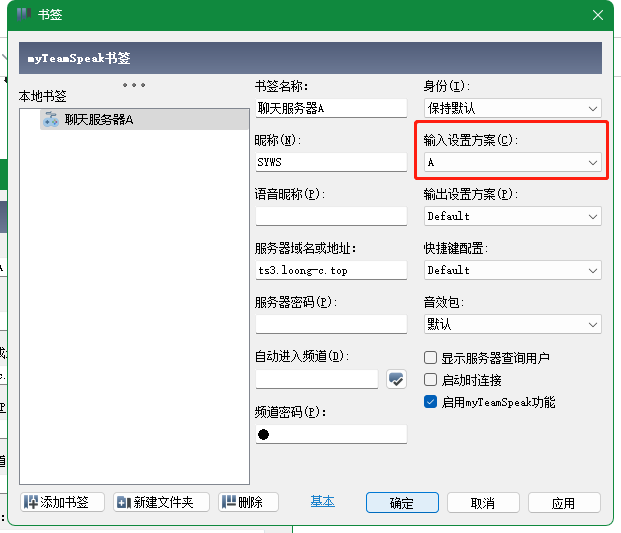 书签
myTeamSpeak书签
本地书签
聊天服务器A
书签名称:
聊天服务器A
昵称(N):
SYWS
语音昵称(P):
服务器域名或地址:
ts3.loong-c.top
服务器密码(P):
自动进入频道(D):
频道密码(P):
身份(I):
保持默认
输入设置方案(C):
A
输出设置方案(P):
Default
快捷键配置:
Default
音效包:
默认
显示服务器查询用户
启动时连接
启用myTeamSpeak功能
添加书签
新建文件夹
删除
基本
确定
取消
应用